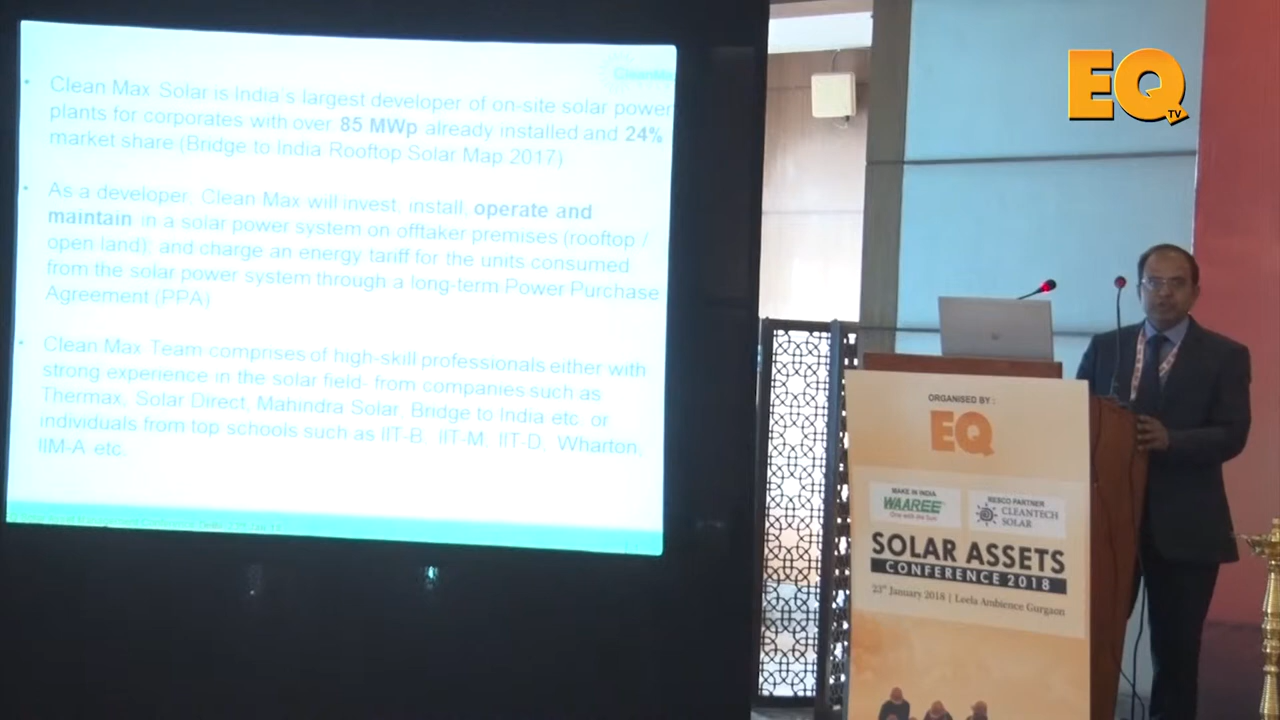 CleanMax
• Clean Max Solar is India's largest developer of on-site solar power
plants for corporates with over 85 MWp already installed and 24%
market share (Bridge to India Rooftop Solar Map 2017)
• As a developer, Clean Max will invest, install, operate and
maintain in a solar power system on offtaker premises (rooftop /
open land); and charge an energy tariff for the units consumed
from the solar power system through a long-term Power Purchase
Agreement (PPA)
• Clean Max Team comprises of high-skill professionals either with
strong experience in the solar field- from companies such as
Thermax, Solar Direct, Mahindra Solar, Bridge to India etc. or
individuals from top schools such as IIT-B, IIT-M, IIT-D, Wharton,
IIM-A etc.
EQ
TV
ORGANISED BY :
EQ
MAKE IN INDIA
WAAREE
One with the Sun
RESCO PARTNER
CLEANTECH
SOLAR
SOLAR ASSETS
CONFERENCE 2018
23rd January 2018 | Leela Ambience Gurgaon